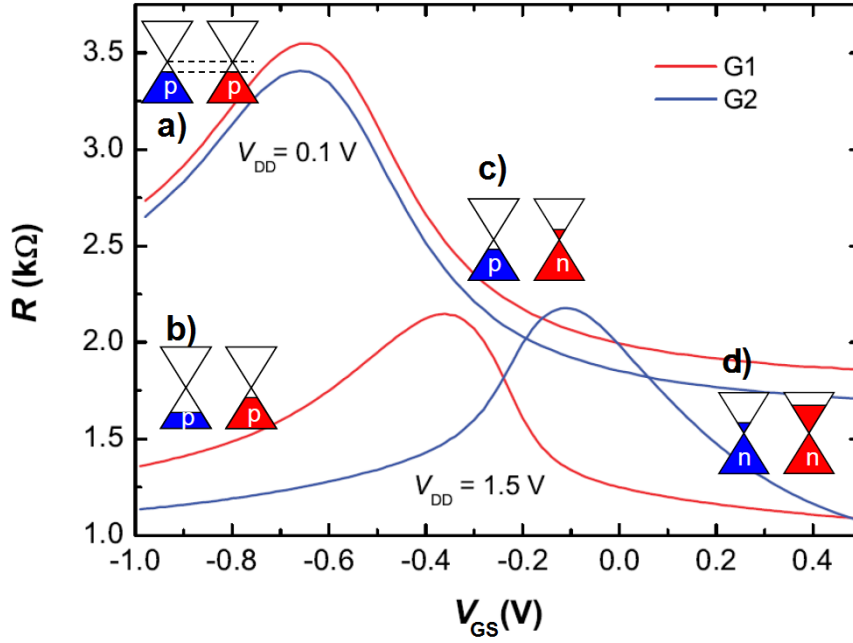 3.5
3.0
2.5
2.0
1.5
1.0
R (kΩ)
-1.0
-0.8
-0.6
-0.4
-0.2
0.0
0.2
0.4
V_GS(V)
G1
G2
a)
p
p
V_DD = 0.1 V
b)
p
p
c)
p
n
d)
n
n
V_DD = 1.5 V